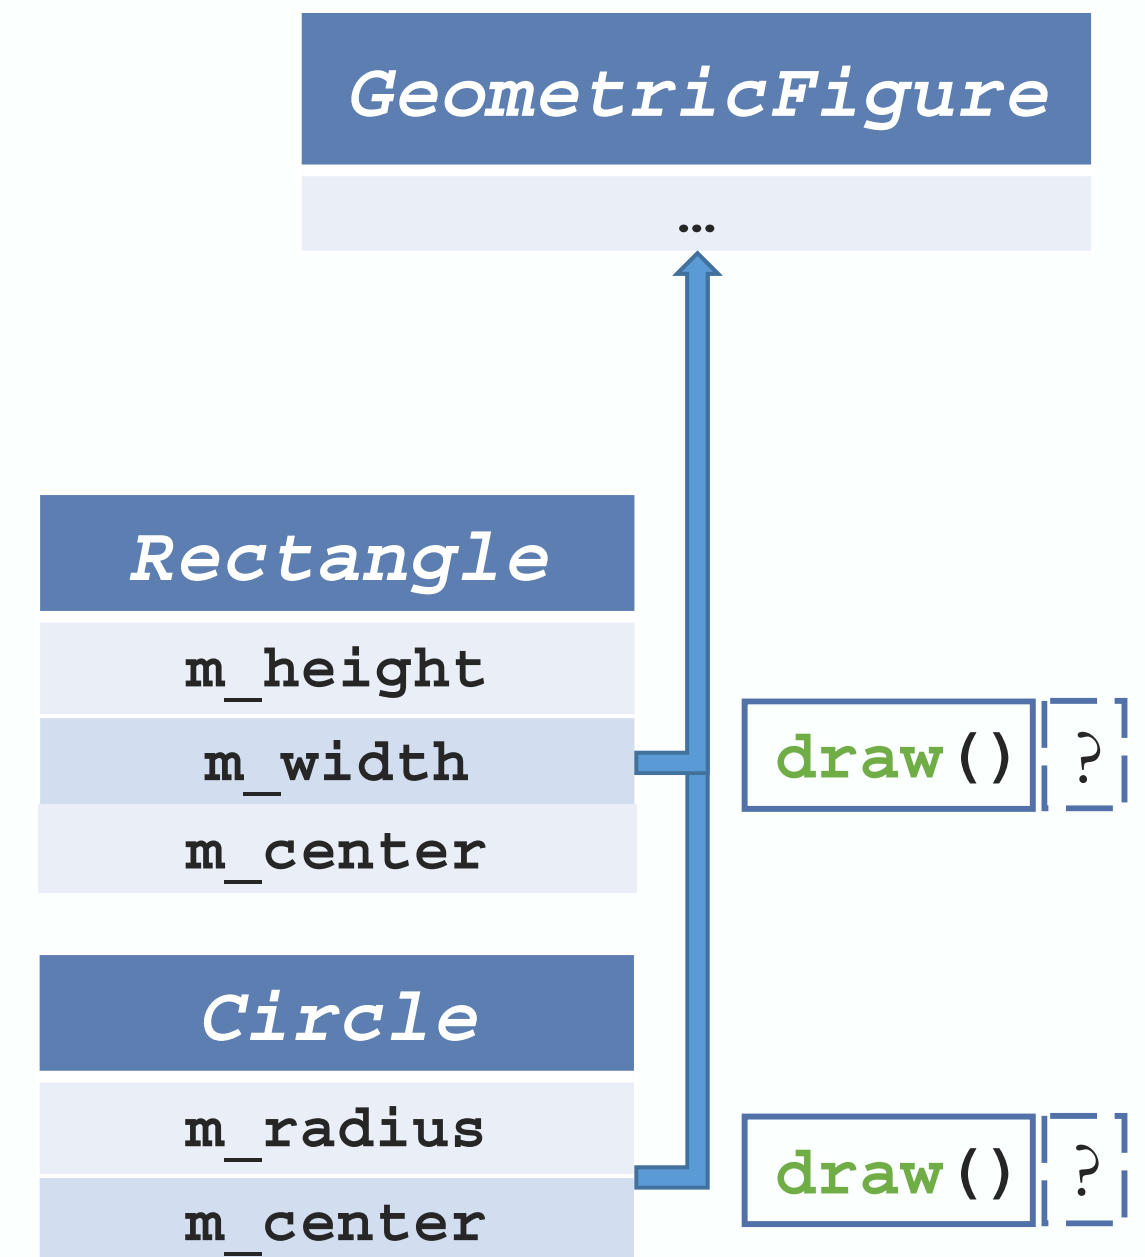 GeometricFigure
…
Rectangle
m_height
m_width
m_center
draw() ?
Circle
m_radius
m_center
draw() ?